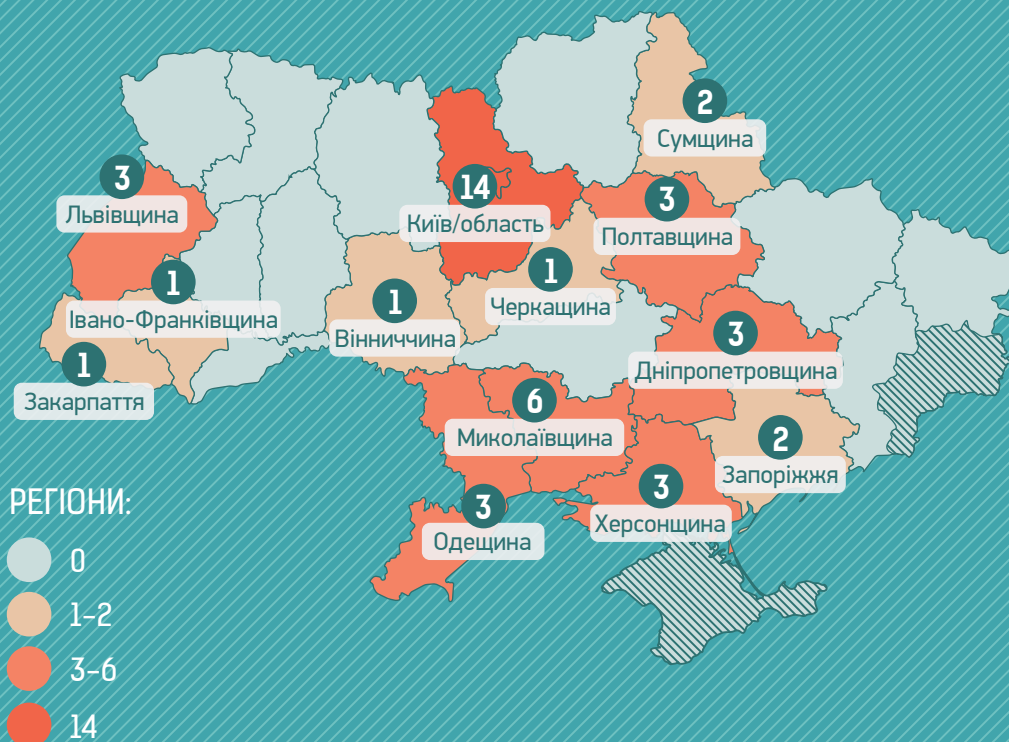 2
Сумщина
3
Львівщина
14
Київ/область
3
Полтавщина
1
Івано-Франківщина
1
Черкащина
1
Вінниччина
3
Дніпропетровщина
1
Закарпаття
6
Миколаївщина
2
Запоріжжя
3
Херсонщина
3
Одещина
РЕГІОНИ:
0
1-2
3-6
14